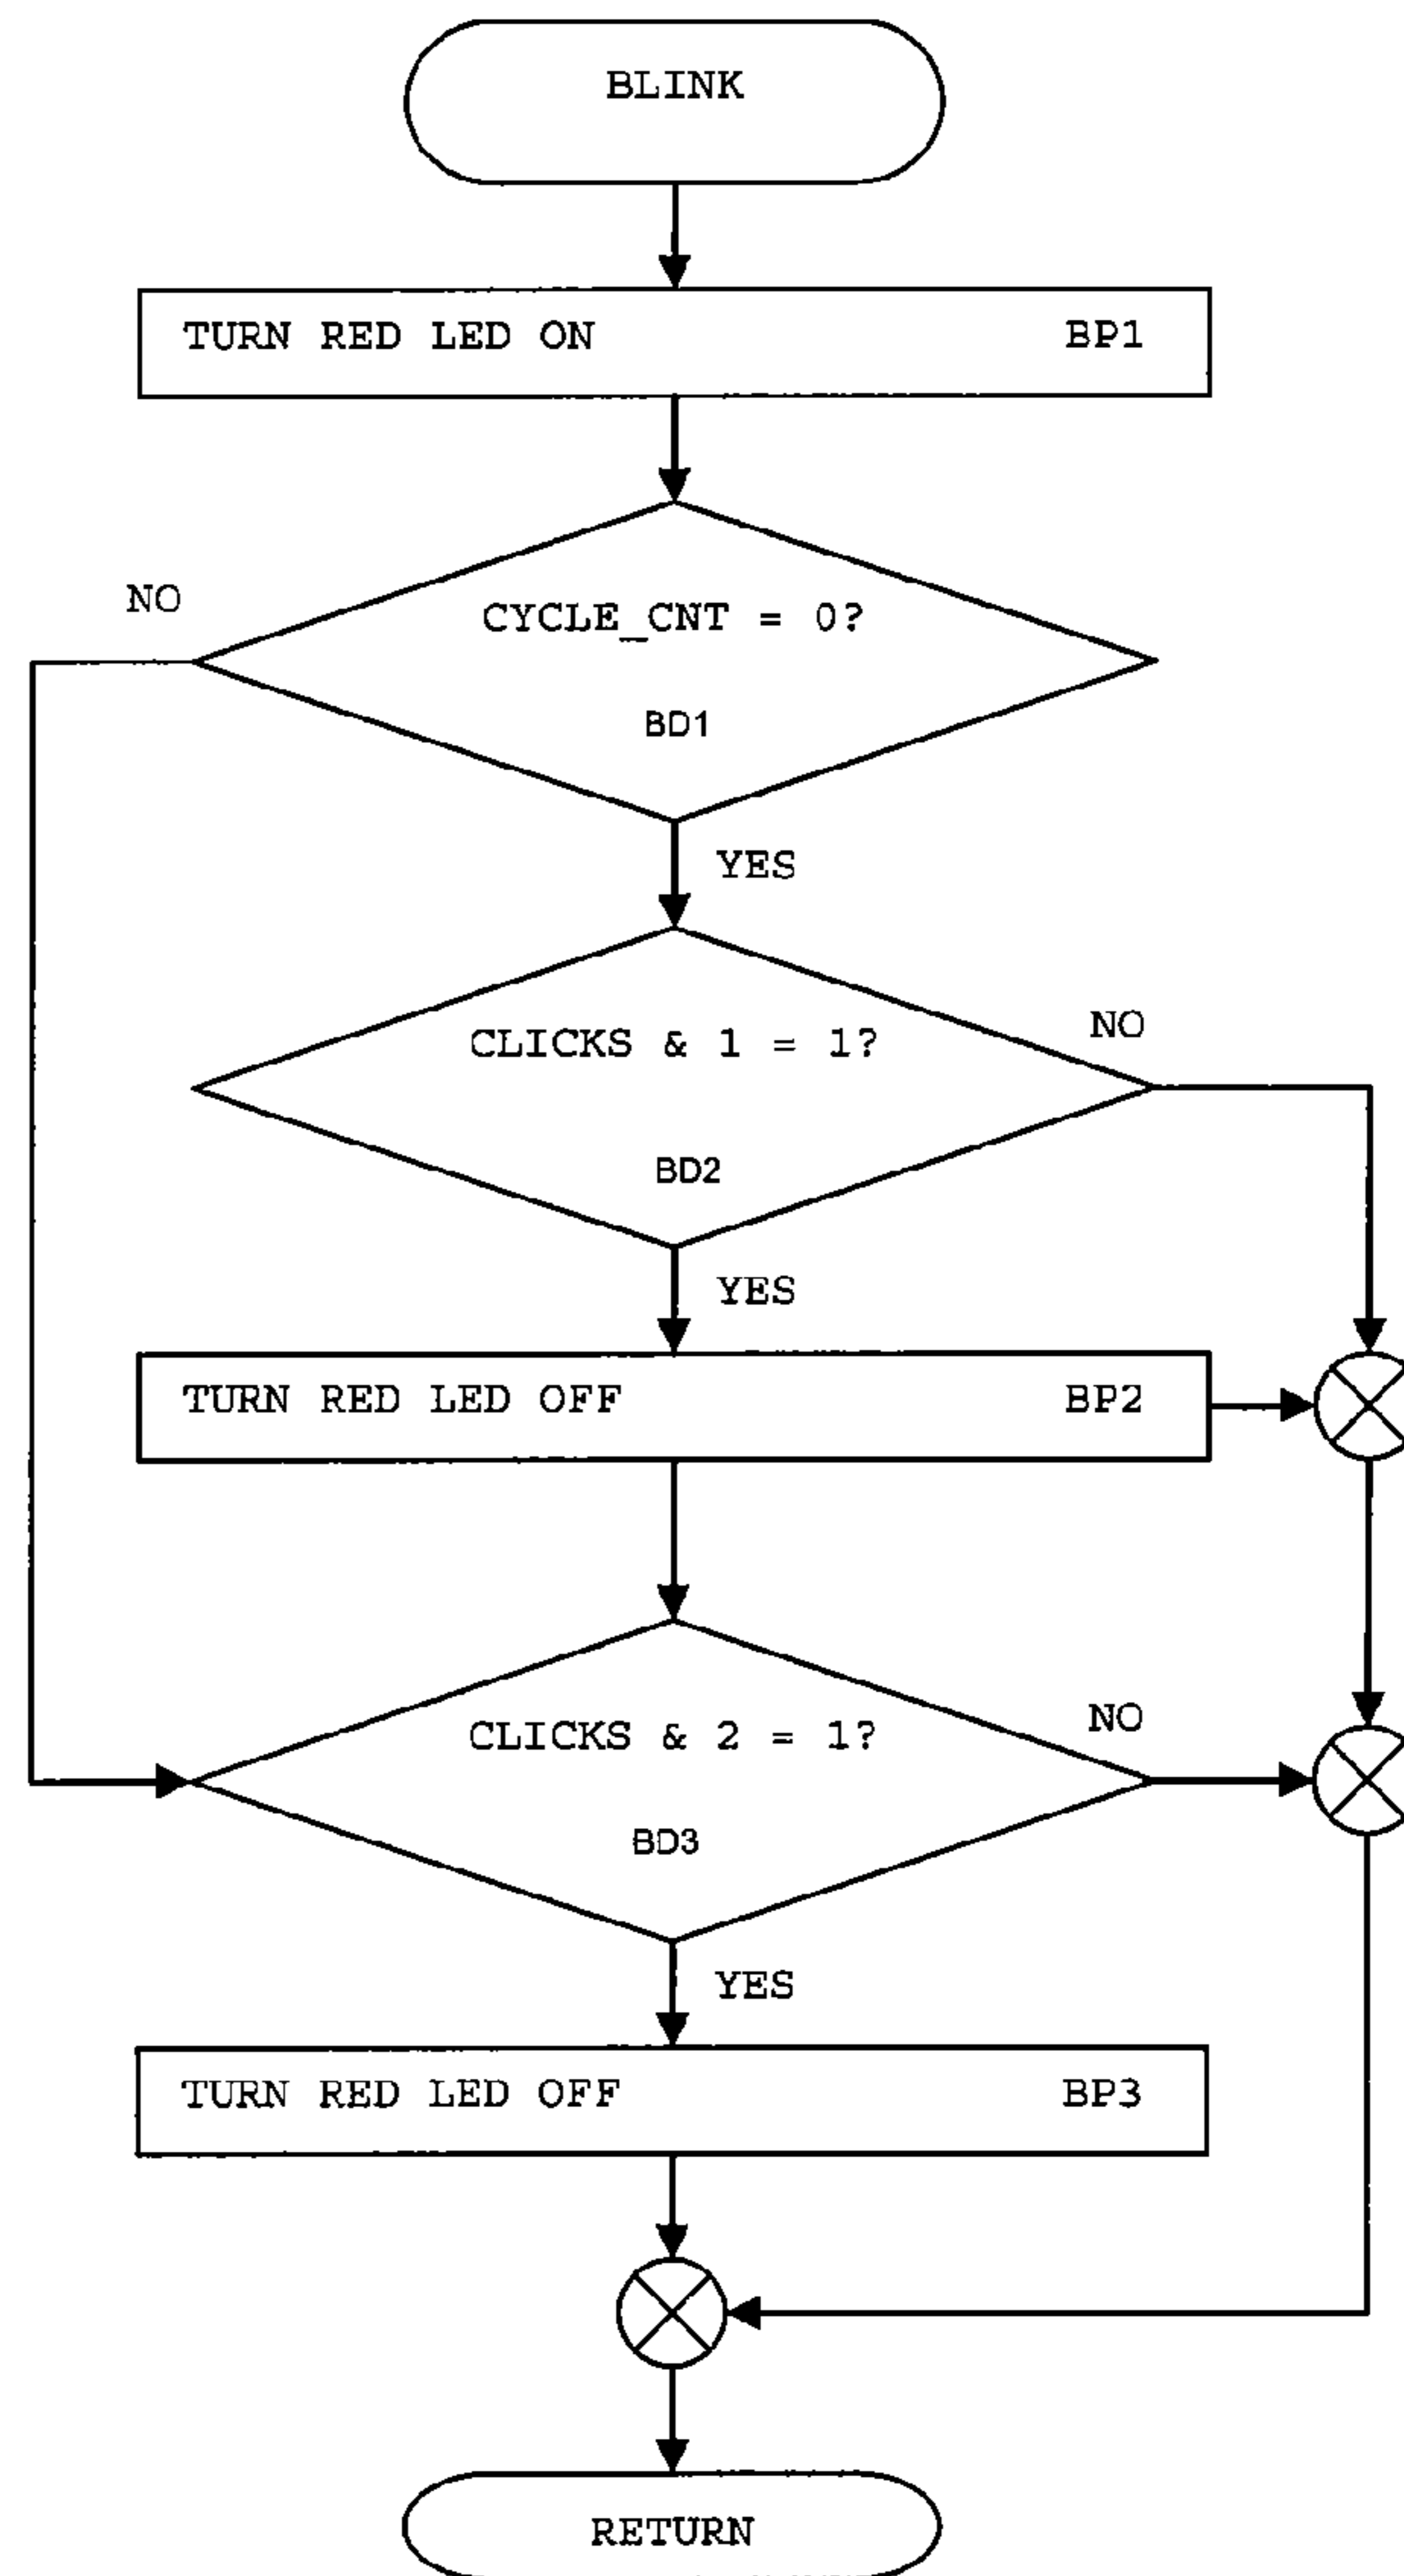 BLINK
TURN RED LED ON BP1
NO
CYCLE_CNT = 0?
BD1
YES
CLICKS & 1 = 1?
NO
BD2
YES
TURN RED LED OFF BP2
CLICKS & 2 = 1?
NO
BD3
YES
TURN RED LED OFF BP3
RETURN